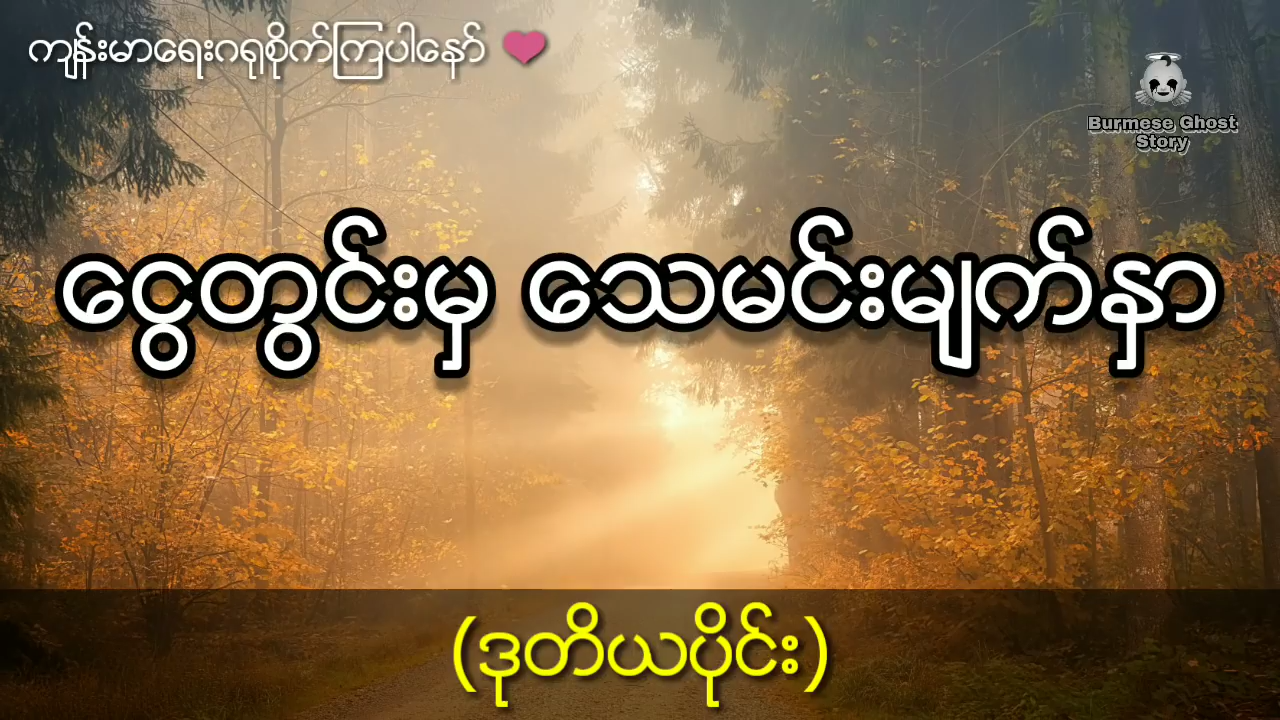 ကျန်းမာရေးဂရုစိုက်ကြပါနော် ❤
Burmese Ghost
Story
ငွေတွင်းမှ သေမင်းမျက်နှာ
(ဒုတိယပိုင်း)